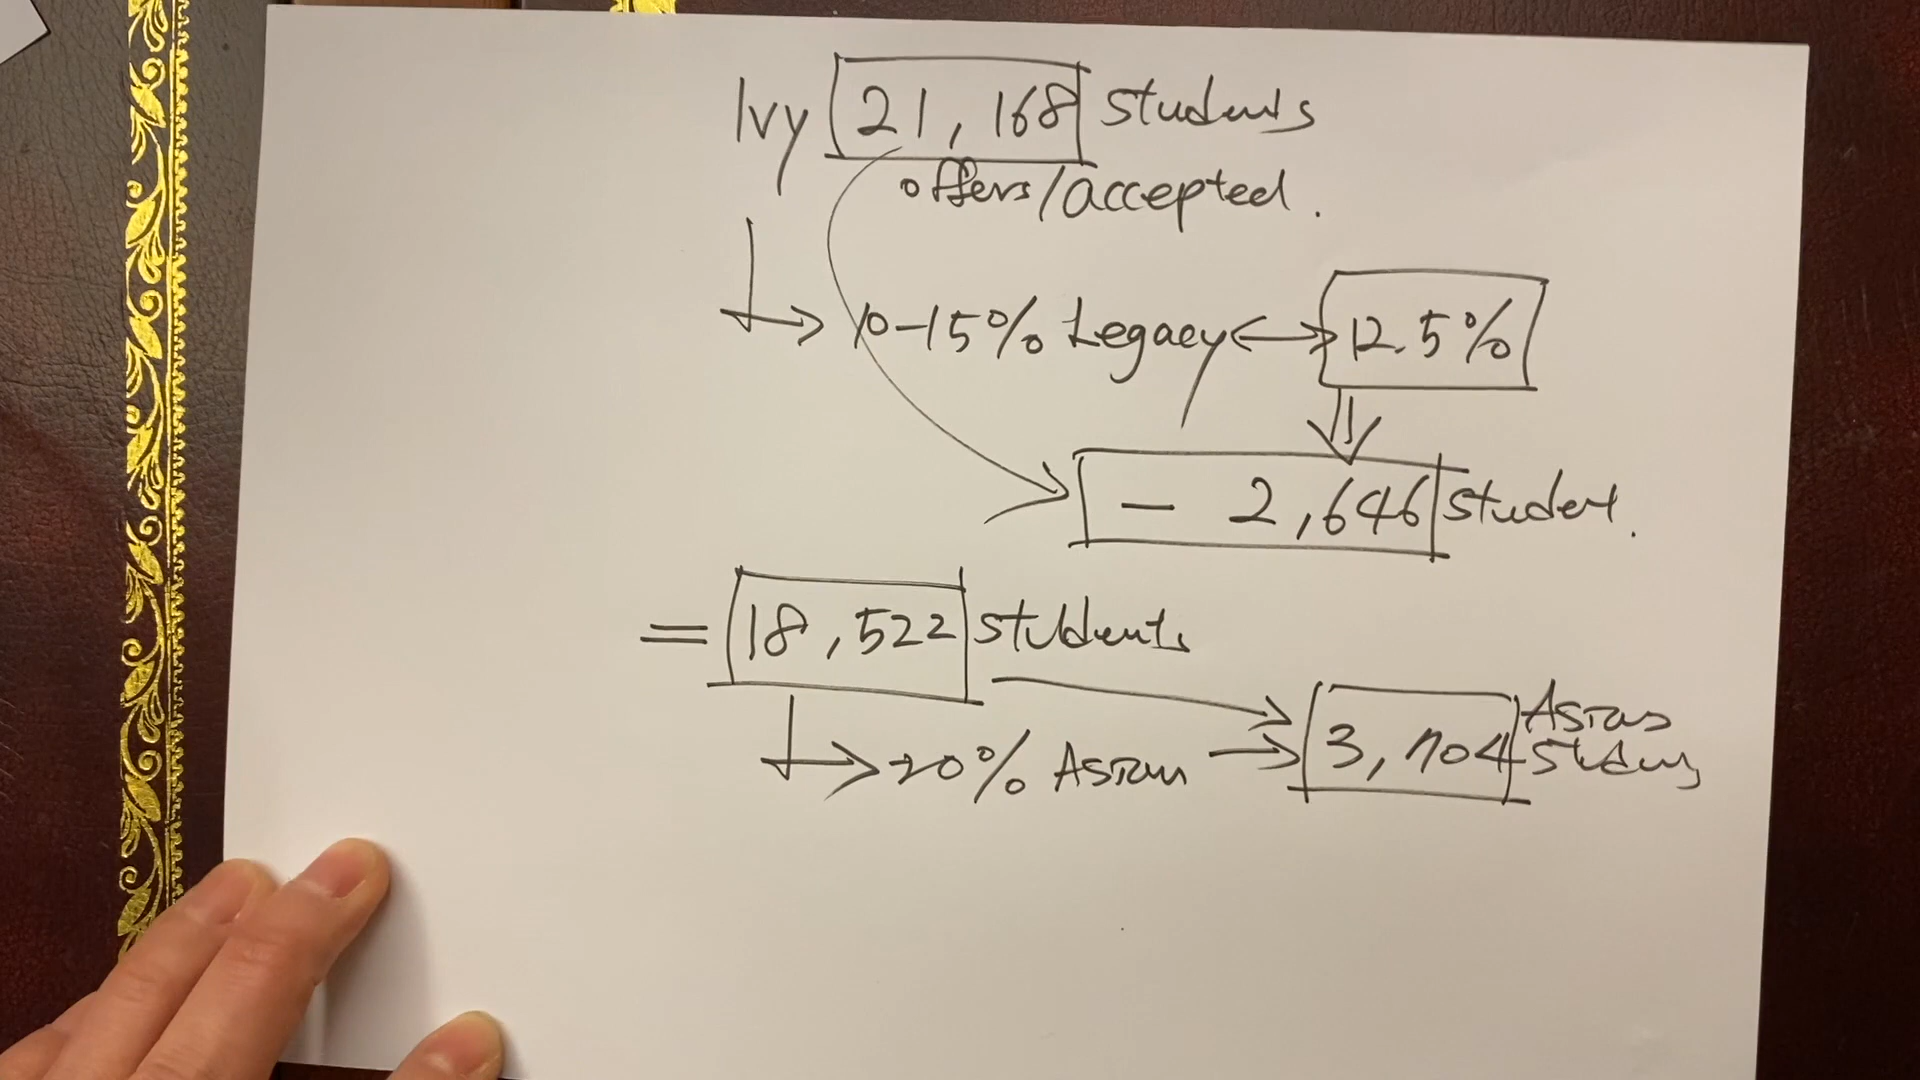 Ivy 21,168 students
offers/accepted.
10-15% Legacy 12.5%
- 2,646 student.
= 18,522 students
20% Asian 3,704 Asian
students